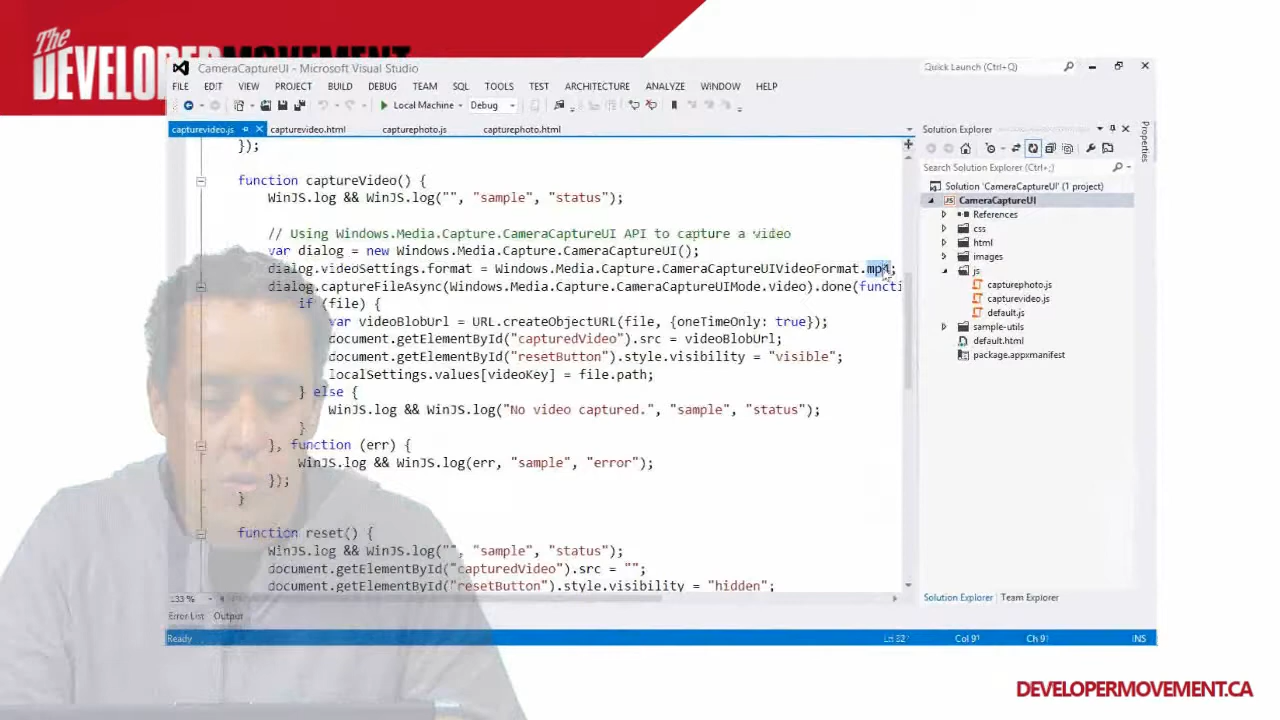 The
DEVELOPERMOVEMENT
CameraCaptureUI - Microsoft Visual Studio
Quick Launch (Ctrl+Q)
FILE EDIT VIEW PROJECT BUILD DEBUG TEAM SQL TOOLS TEST ARCHITECTURE ANALYZE WINDOW HELP
Local Machine Debug
capturevideo.js capturevideo.html capturephoto.js capturephoto.html
});
function captureVideo() {
WinJS.log && WinJS.log("", "sample", "status");
// Using Windows.Media.Capture.CameraCaptureUI API to capture a video
var dialog = new Windows.Media.Capture.CameraCaptureUI();
dialog.videoSettings.format = Windows.Media.Capture.CameraCaptureUIVideoFormat.mp4;
dialog.captureFileAsync(Windows.Media.Capture.CameraCaptureUIMode.video).done(functi
if (file) {
var videoBlobUrl = URL.createObjectURL(file, {oneTimeOnly: true});
document.getElementById("capturedVideo").src = videoBlobUrl;
document.getElementById("resetButton").style.visibility = "visible";
localSettings.values[videoKey] = file.path;
} else {
WinJS.log && WinJS.log("No video captured.", "sample", "status");
}
}, function (err) {
WinJS.log && WinJS.log(err, "sample", "error");
});
}
function reset() {
WinJS.log && WinJS.log("", "sample", "status");
document.getElementById("capturedVideo").src = "";
document.getElementById("resetButton").style.visibility = "hidden";
133 %
Error List Output
Ready
Ln 32 Col 91 Ch 91 INS
Solution Explorer
Search Solution Explorer (Ctrl+;)
Solution 'CameraCaptureUI' (1 project)
CameraCaptureUI
References
css
html
images
js
capturephoto.js
capturevideo.js
default.js
sample-utils
default.html
package.appxmanifest
Solution Explorer Team Explorer
Properties
DEVELOPERMOVEMENT.CA